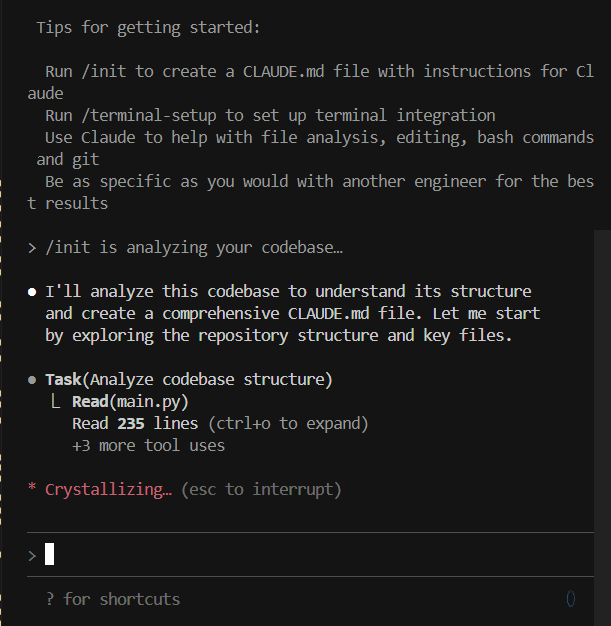 Tips for getting started:
Run /init to create a CLAUDE.md file with instructions for Cl
aude
Run /terminal-setup to set up terminal integration
Use Claude to help with file analysis, editing, bash commands
and git
Be as specific as you would with another engineer for the bes
t results
> /init is analyzing your codebase…
● I'll analyze this codebase to understand its structure
and create a comprehensive CLAUDE.md file. Let me start
by exploring the repository structure and key files.
● Task(Analyze codebase structure)
⎿ Read(main.py)
Read 235 lines (ctrl+o to expand)
+3 more tool uses
* Crystallizing… (esc to interrupt)
>
? for shortcuts